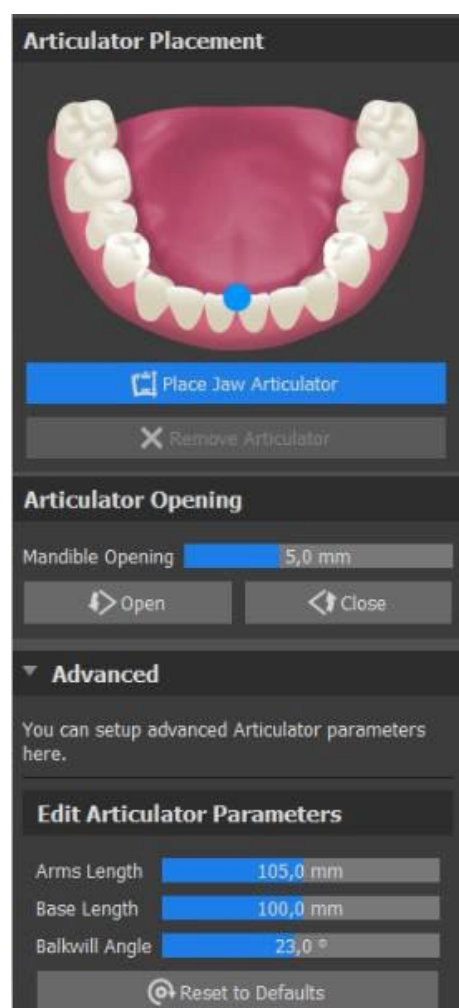 Articulator Placement
Place Jaw Articulator
Remove Articulator
Articulator Opening
Mandible Opening 5,0 mm
Open Close
Advanced
You can setup advanced Articulator parameters
here.
Edit Articulator Parameters
Arms Length 105,0 mm
Base Length 100,0 mm
Balkwill Angle 23,0 °
Reset to Defaults